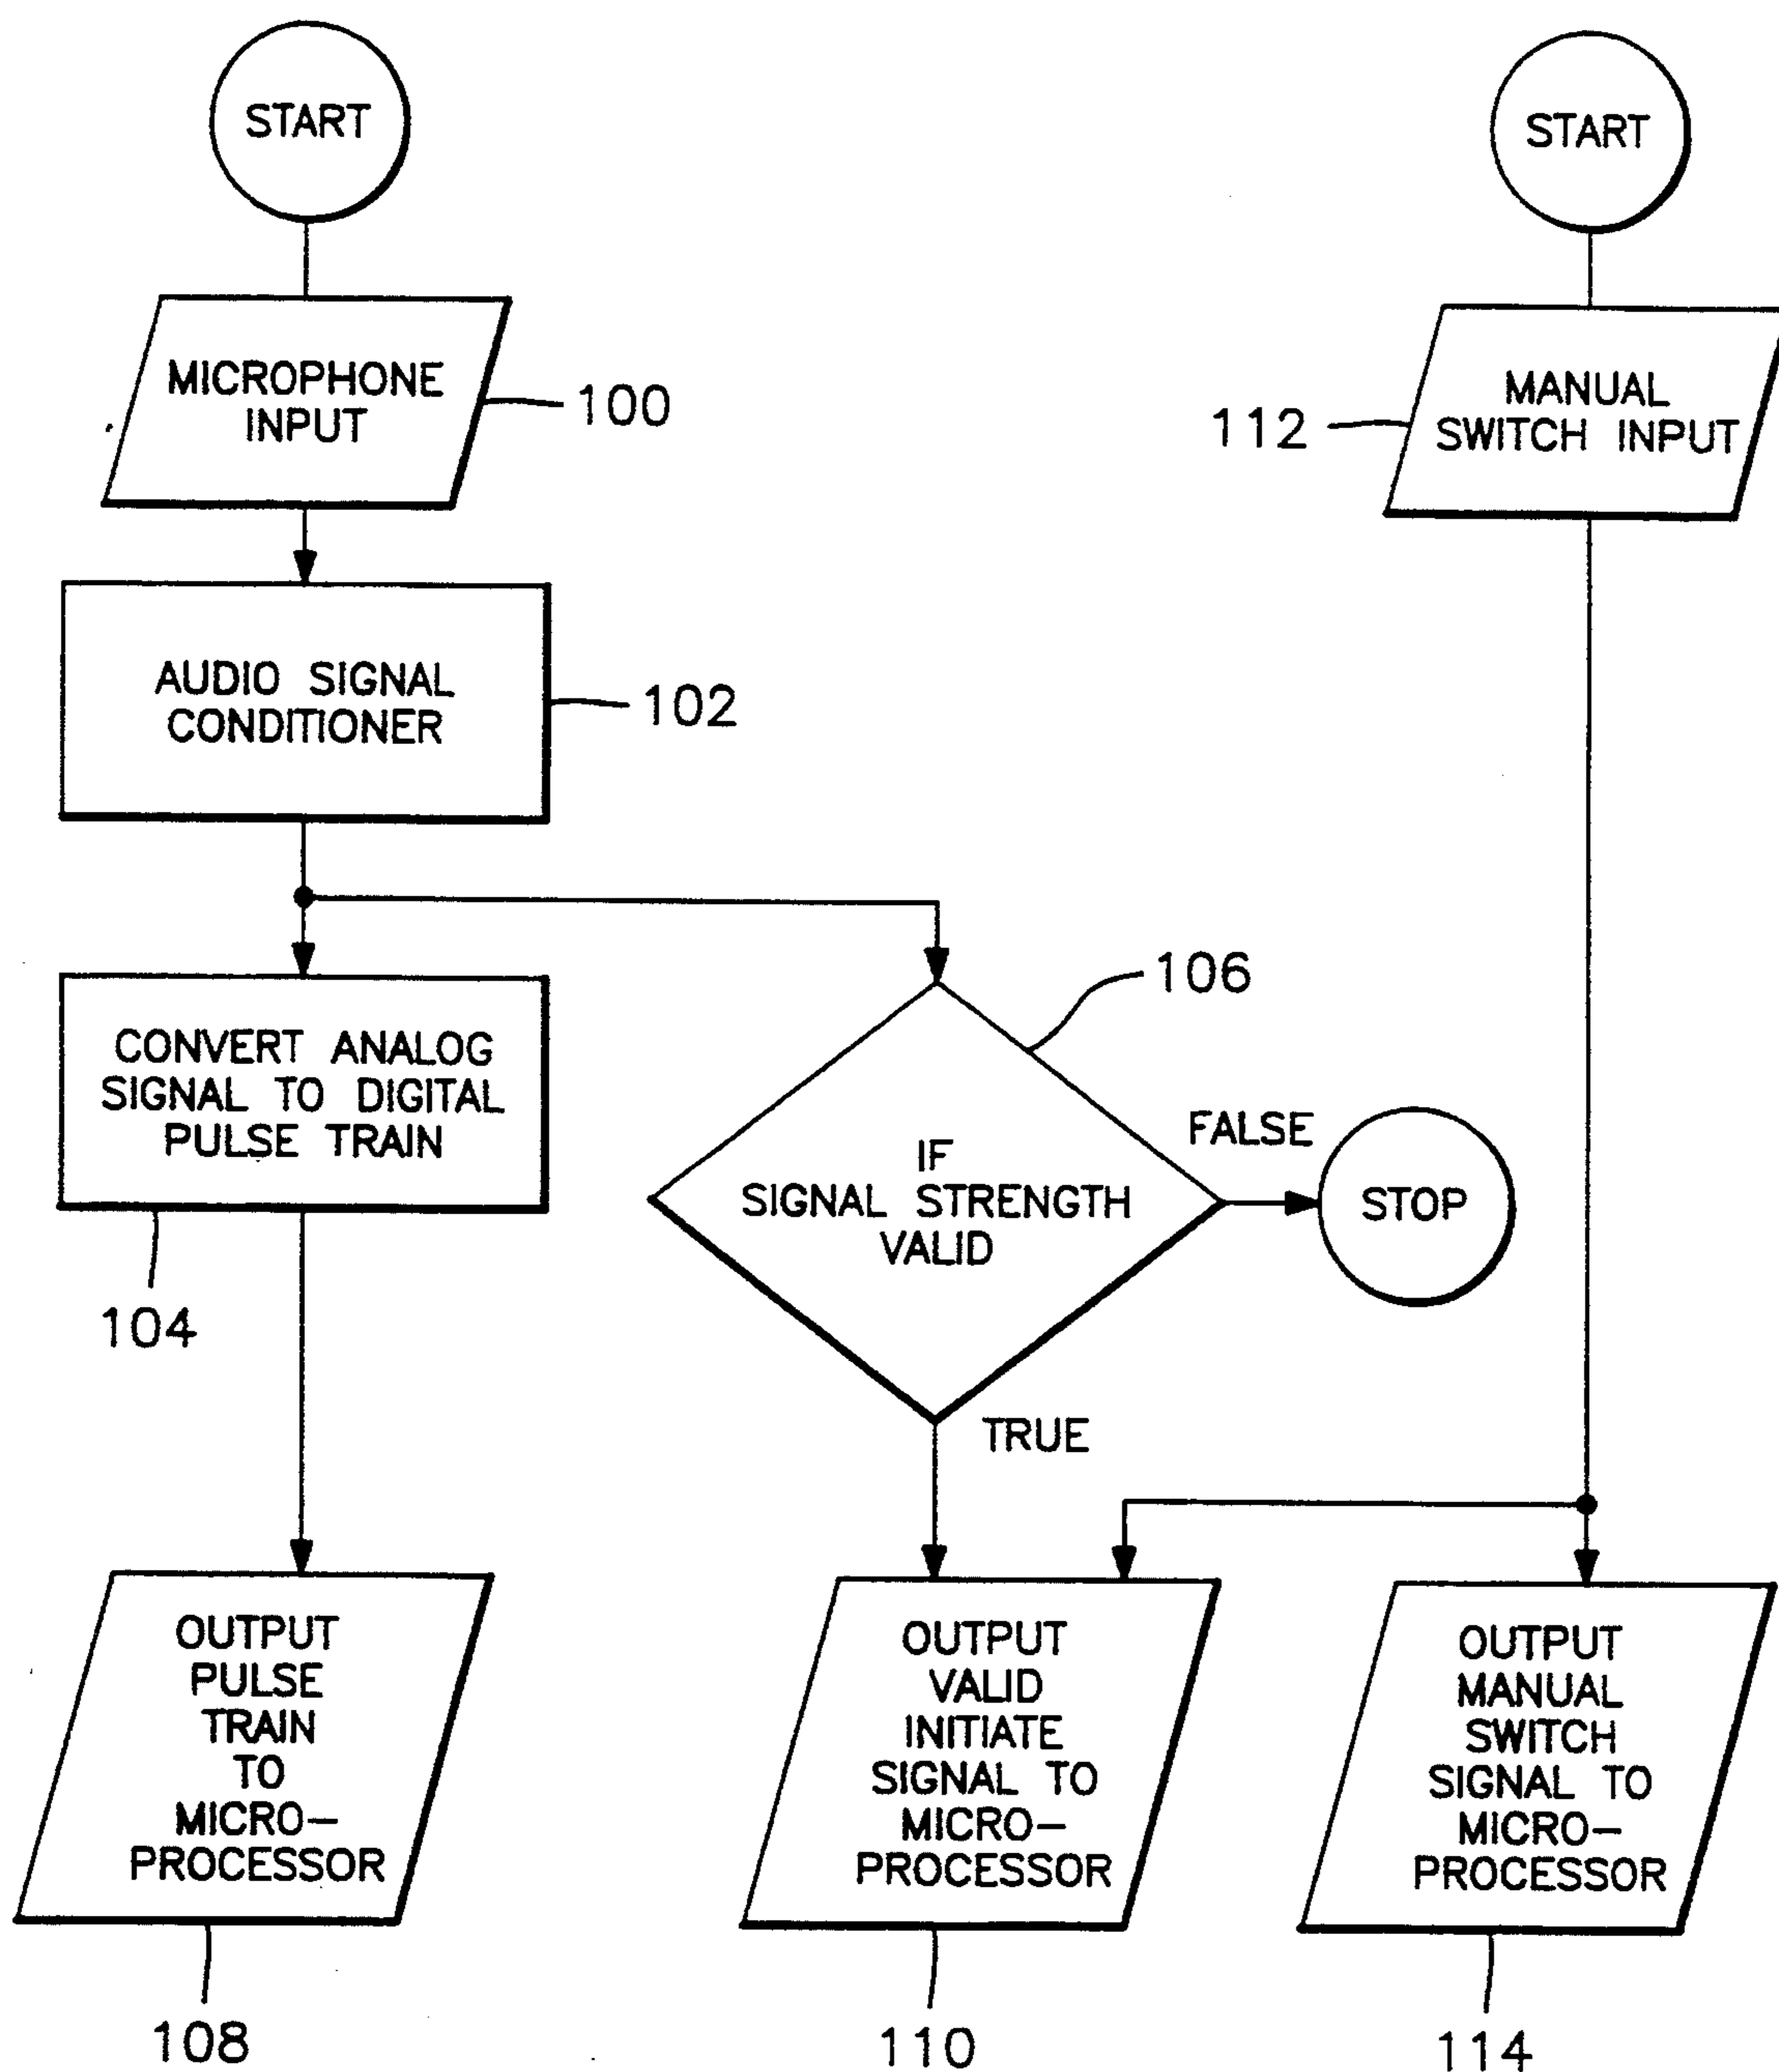 START
START
MICROPHONE
INPUT
100
112
MANUAL
SWITCH INPUT
AUDIO SIGNAL
CONDITIONER
102
CONVERT ANALOG
SIGNAL TO DIGITAL
PULSE TRAIN
104
106
IF
SIGNAL STRENGTH
VALID
FALSE
STOP
TRUE
OUTPUT
PULSE
TRAIN
TO
MICRO-
PROCESSOR
108
OUTPUT
VALID
INITIATE
SIGNAL TO
MICRO-
PROCESSOR
110
OUTPUT
MANUAL
SWITCH
SIGNAL TO
MICRO-
PROCESSOR
114